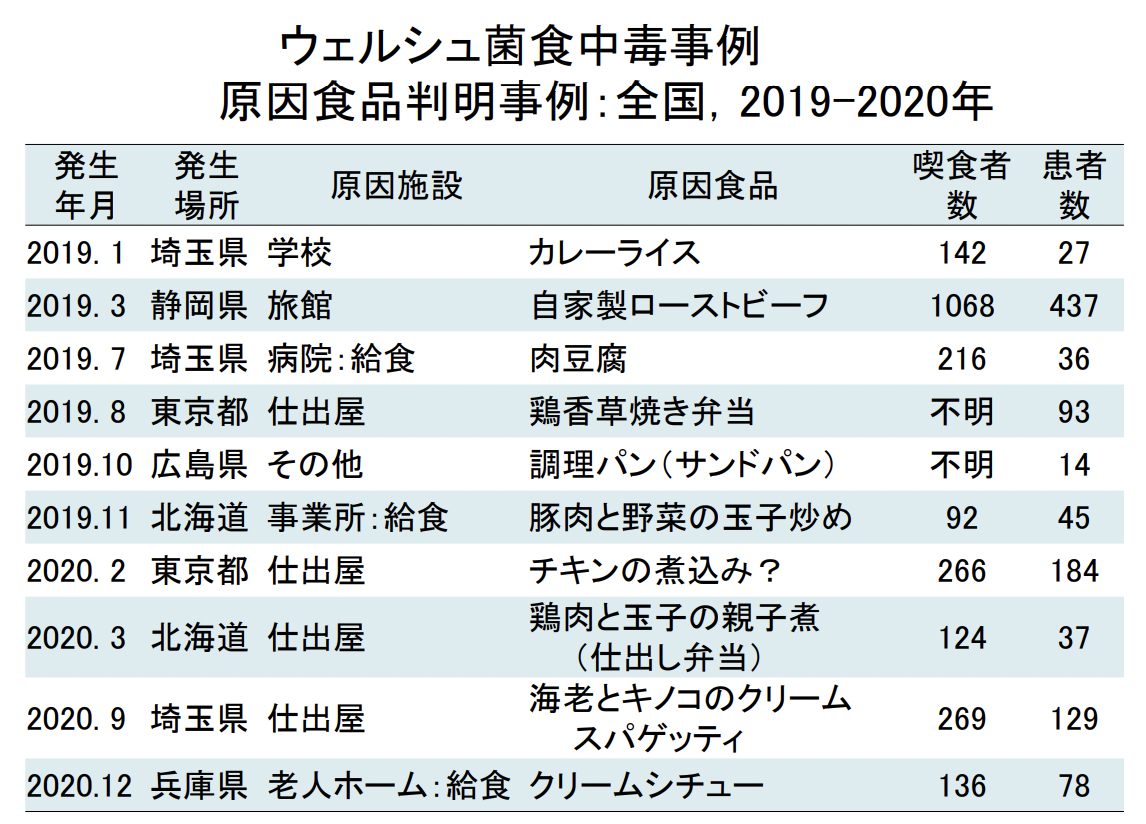 ウェルシュ菌食中毒事例
原因食品判明事例：全国，2019-2020年
発生年月 発生場所 原因施設 原因食品 喫食者数 患者数
2019. 1 埼玉県 学校 カレーライス 142 27
2019. 3 静岡県 旅館 自家製ローストビーフ 1068 437
2019. 7 埼玉県 病院：給食 肉豆腐 216 36
2019. 8 東京都 仕出屋 鶏香草焼き弁当 不明 93
2019.10 広島県 その他 調理パン（サンドパン） 不明 14
2019.11 北海道 事業所：給食 豚肉と野菜の玉子炒め 92 45
2020. 2 東京都 仕出屋 チキンの煮込み？ 266 184
2020. 3 北海道 仕出屋 鶏肉と玉子の親子煮 124 37
（仕出し弁当）
2020. 9 埼玉県 仕出屋 海老とキノコのクリーム 269 129
スパゲッティ
2020.12 兵庫県 老人ホーム：給食 クリームシチュー 136 78